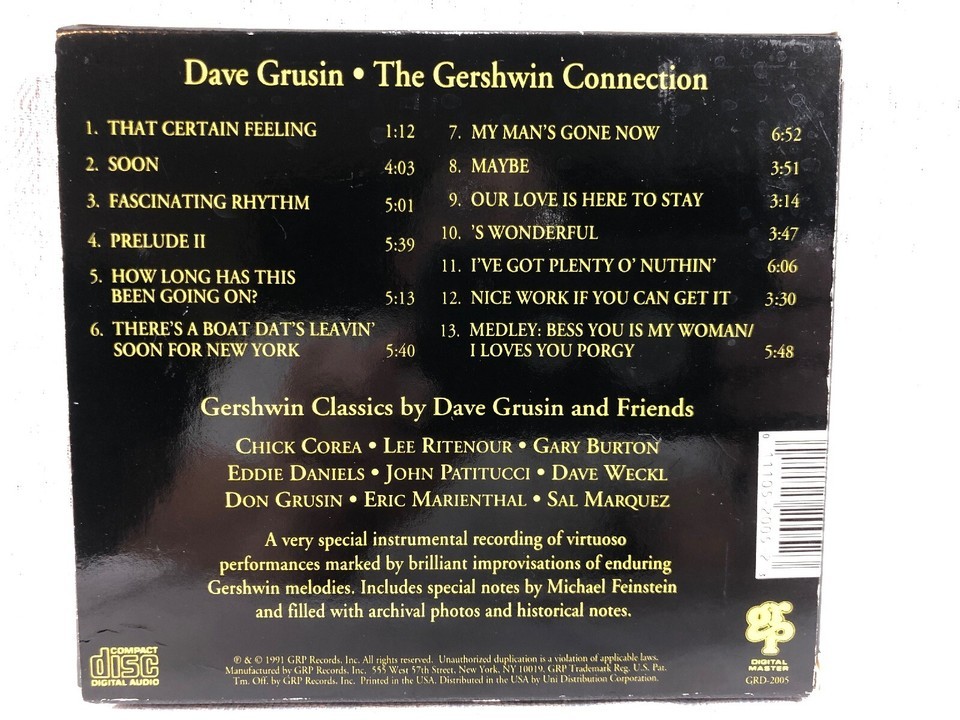 Dave Grusin • The Gershwin Connection
1. THAT CERTAIN FEELING 1:12
2. SOON 4:03
3. FASCINATING RHYTHM 5:01
4. PRELUDE II 5:39
5. HOW LONG HAS THIS
BEEN GOING ON? 5:13
6. THERE'S A BOAT DAT'S LEAVIN'
SOON FOR NEW YORK 5:40
7. MY MAN'S GONE NOW 6:52
8. MAYBE 3:51
9. OUR LOVE IS HERE TO STAY 3:14
10. 'S WONDERFUL 3:47
11. I'VE GOT PLENTY O' NUTHIN' 6:06
12. NICE WORK IF YOU CAN GET IT 3:30
13. MEDLEY: BESS YOU IS MY WOMAN/
I LOVES YOU PORGY 5:48
Gershwin Classics by Dave Grusin and Friends
CHICK COREA • LEE RITENOUR • GARY BURTON
EDDIE DANIELS • JOHN PATITUCCI • DAVE WECKL
DON GRUSIN • ERIC MARIENTHAL • SAL MARQUEZ
A very special instrumental recording of virtuoso
performances marked by brilliant improvisations of enduring
Gershwin melodies. Includes special notes by Michael Feinstein
and filled with archival photos and historical notes.
COMPACT
disc
DIGITAL AUDIO
℗ & © 1991 GRP Records, Inc. All rights reserved. Unauthorized duplication is a violation of applicable laws.
Manufactured by GRP Records, Inc. 555 West 57th Street, New York, NY 10019. GRP Trademark Reg. U.S. Pat.
Tm. Off. by GRP Records, Inc. Printed in the USA. Distributed in the USA by Uni Distribution Corporation.
grp
DIGITAL
MASTER
GRD-2005